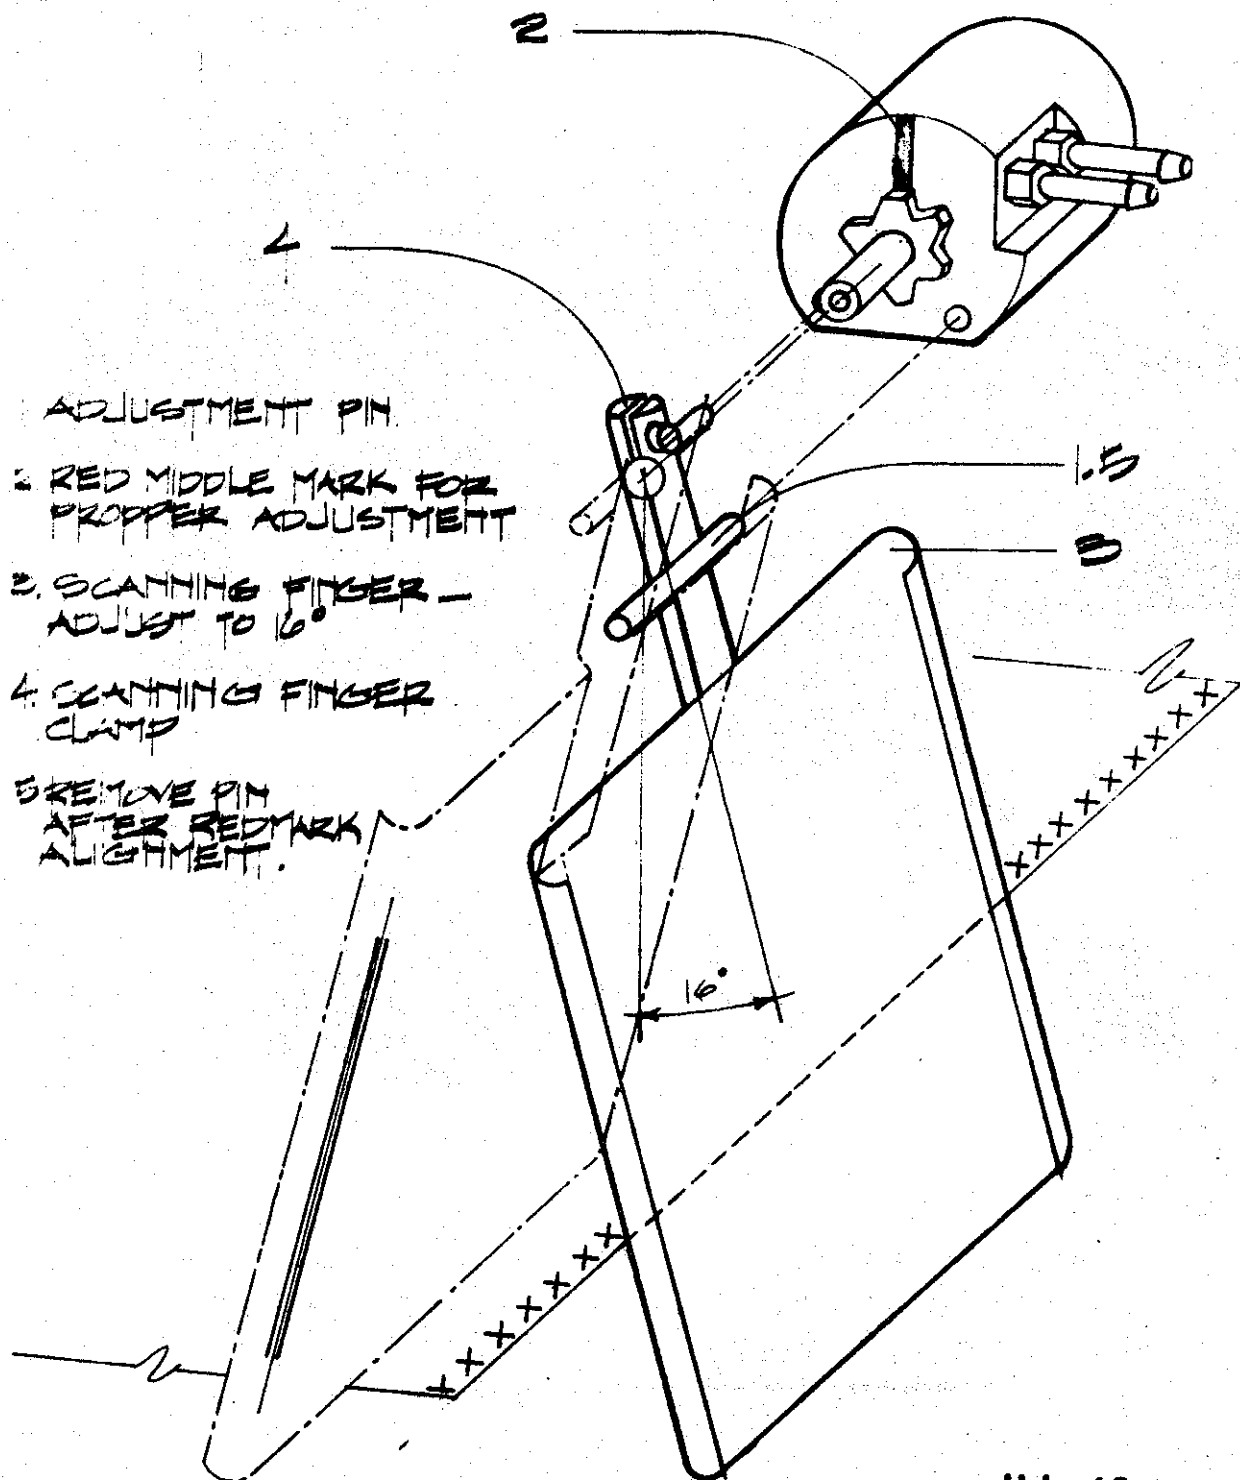 2
4
ADJUSTMENT PIN
2. RED MIDDLE MARK FOR
PROPPER ADJUSTMENT
3. SCANNING FINGER —
ADJUST TO 16°
4. SCANNING FINGER
CLAMP
5 REMOVE PIN
AFTER REDMARK
ALIGNMENT.
1.5
3
16°